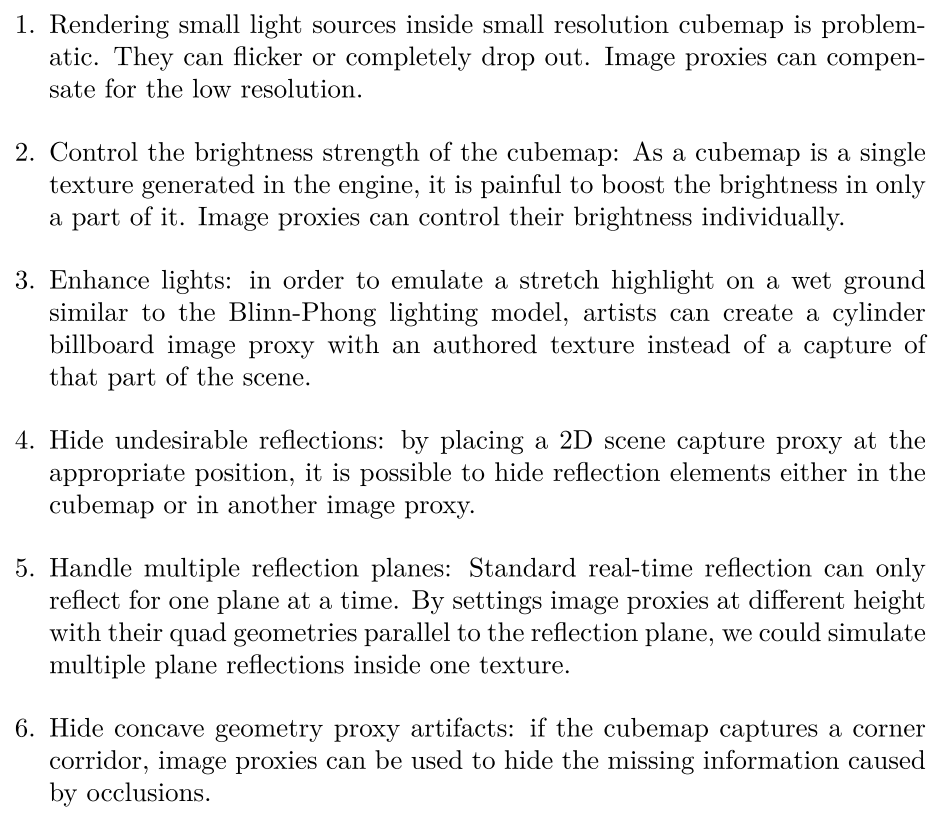 1. Rendering small light sources inside small resolution cubemap is problem-
atic. They can flicker or completely drop out. Image proxies can compen-
sate for the low resolution.
2. Control the brightness strength of the cubemap: As a cubemap is a single
texture generated in the engine, it is painful to boost the brightness in only
a part of it. Image proxies can control their brightness individually.
3. Enhance lights: in order to emulate a stretch highlight on a wet ground
similar to the Blinn-Phong lighting model, artists can create a cylinder
billboard image proxy with an authored texture instead of a capture of
that part of the scene.
4. Hide undesirable reflections: by placing a 2D scene capture proxy at the
appropriate position, it is possible to hide reflection elements either in the
cubemap or in another image proxy.
5. Handle multiple reflection planes: Standard real-time reflection can only
reflect for one plane at a time. By settings image proxies at different height
with their quad geometries parallel to the reflection plane, we could simulate
multiple plane reflections inside one texture.
6. Hide concave geometry proxy artifacts: if the cubemap captures a corner
corridor, image proxies can be used to hide the missing information caused
by occlusions.